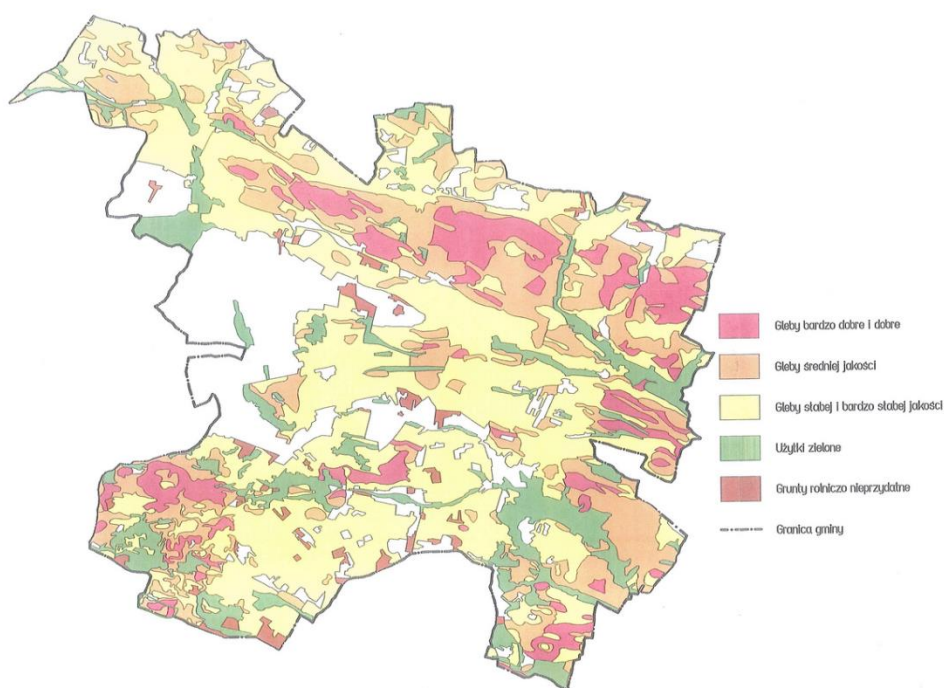 Gleby bardzo dobre i dobre
Gleby średniej jakości
Gleby słabej i bardzo słabej jakości
Użytki zielone
Grunty rolniczo nieprzydatne
Granica gminy